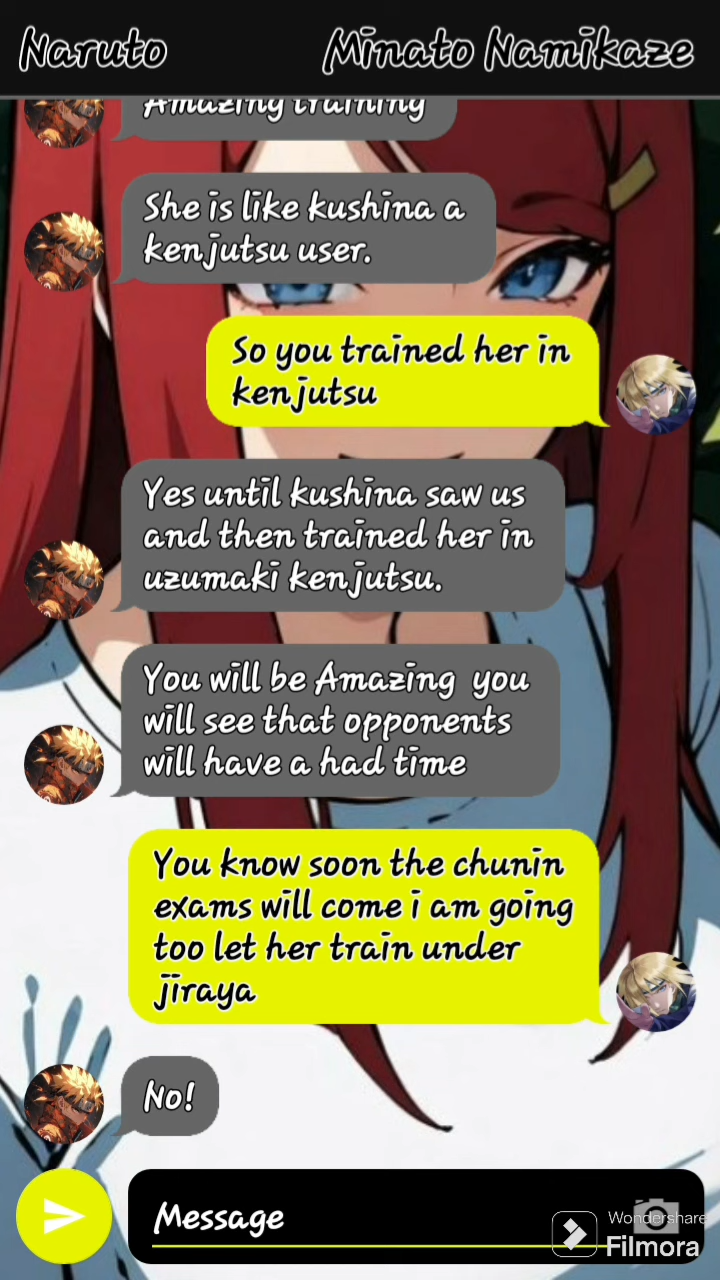 Naruto Minato Namikaze
Amazing training
She is like kushina a
kenjutsu user.
So you trained her in
kenjutsu
Yes until kushina saw us
and then trained her in
uzumaki kenjutsu.
You will be Amazing you
will see that opponents
will have a had time
You know soon the chunin
exams will come i am going
too let her train under
jiraya
No!
Message
Wondershare
Filmora